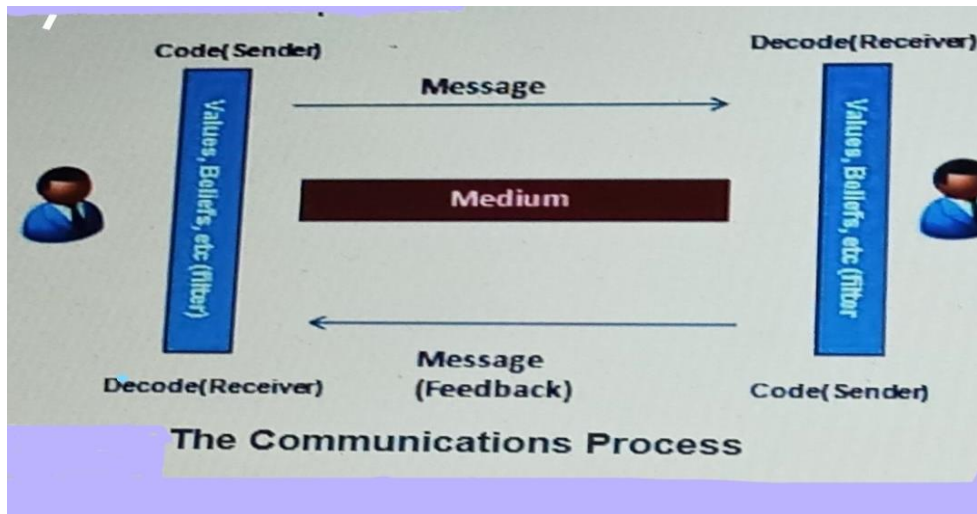 Code(Sender)
Decode(Receiver)
Message
Values, Beliefs, etc (filter)
Medium
Values, Beliefs, etc (filter
Message
(Feedback)
Decode(Receiver)
Code(Sender)
The Communications Process